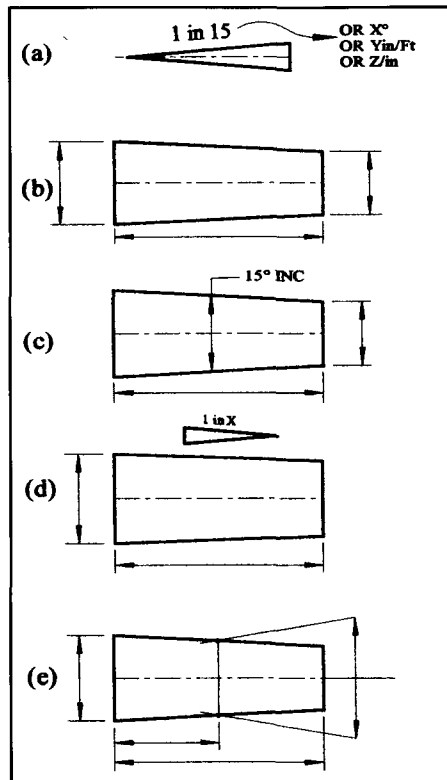 (a)
1 in 15
OR X°
OR Yin/Ft
OR Z/in
(b)
15° INC
(c)
1 in X
(d)
(e)